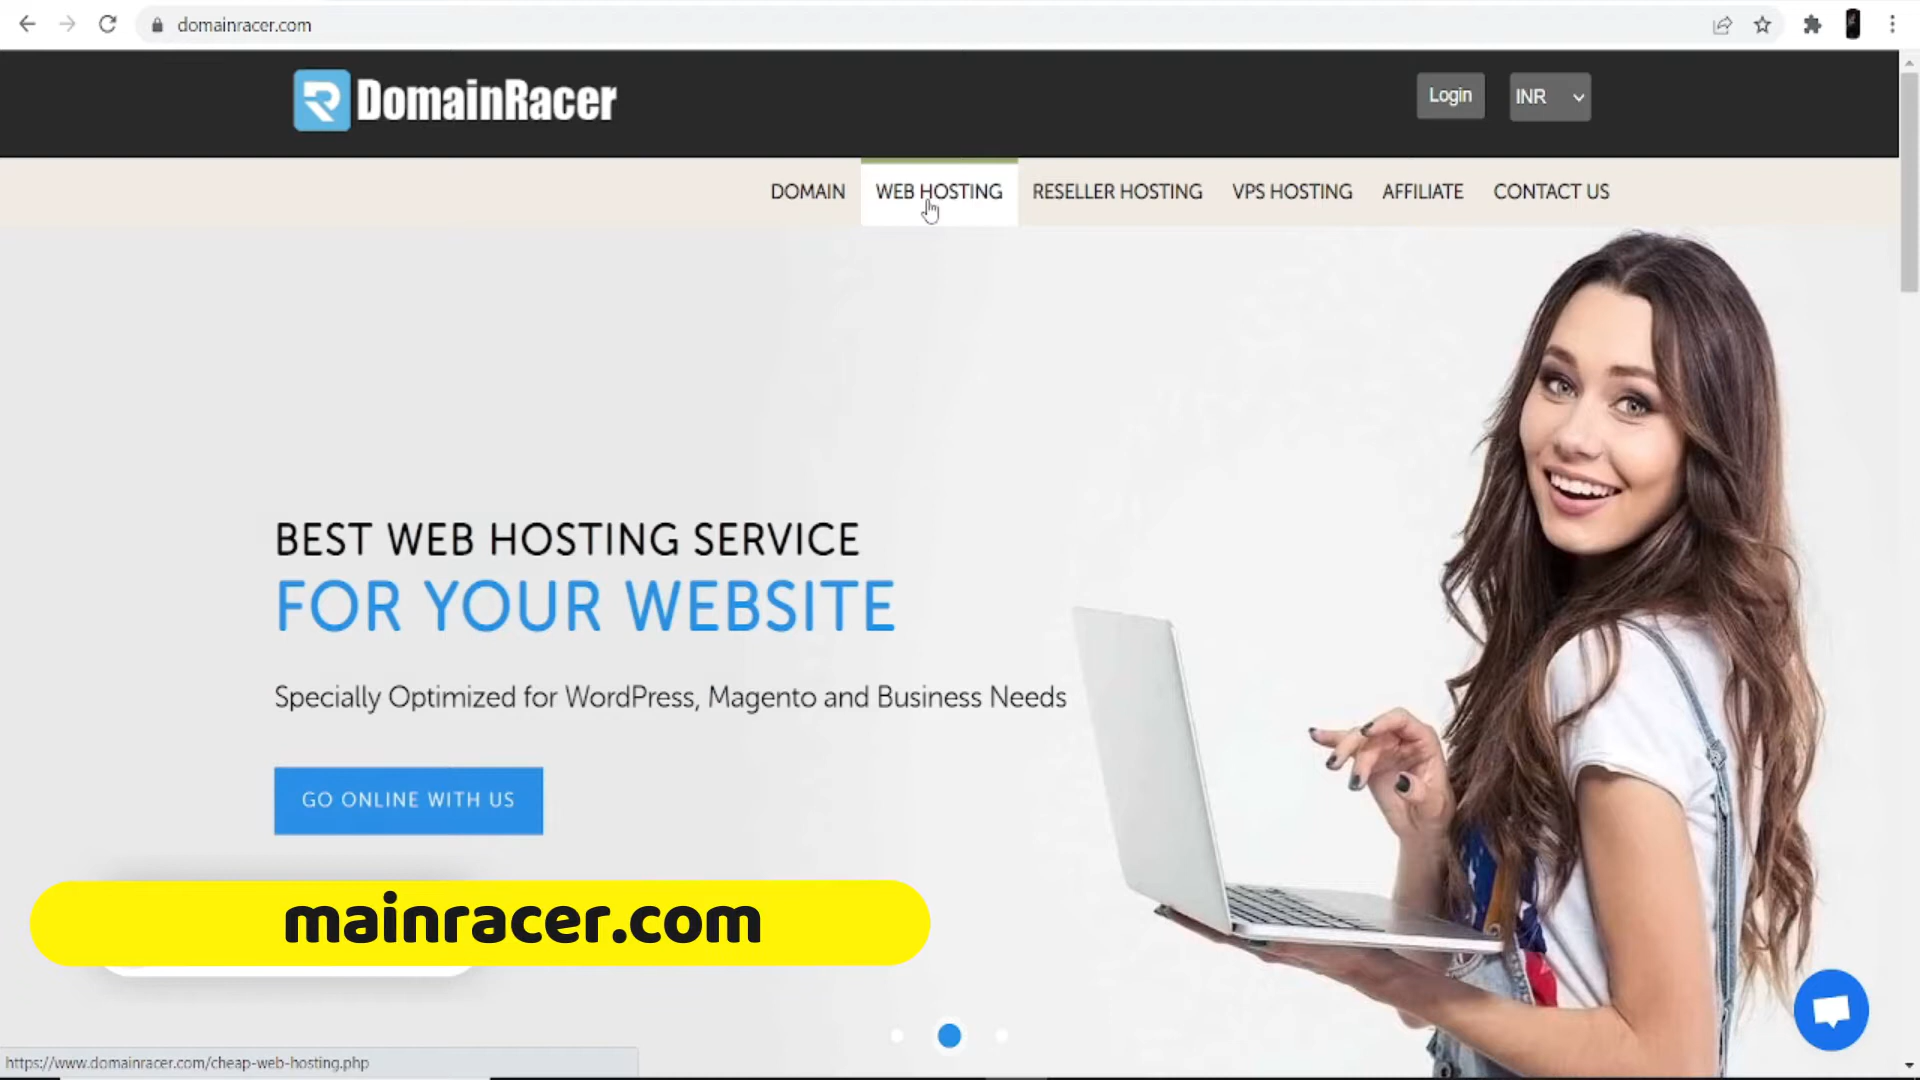 domainracer.com
DomainRacer
Login
INR
DOMAIN
WEB HOSTING
RESELLER HOSTING
VPS HOSTING
AFFILIATE
CONTACT US
BEST WEB HOSTING SERVICE
FOR YOUR WEBSITE
Specially Optimized for WordPress, Magento and Business Needs
GO ONLINE WITH US
mainracer.com
https://www.domainracer.com/cheap-web-hosting.php